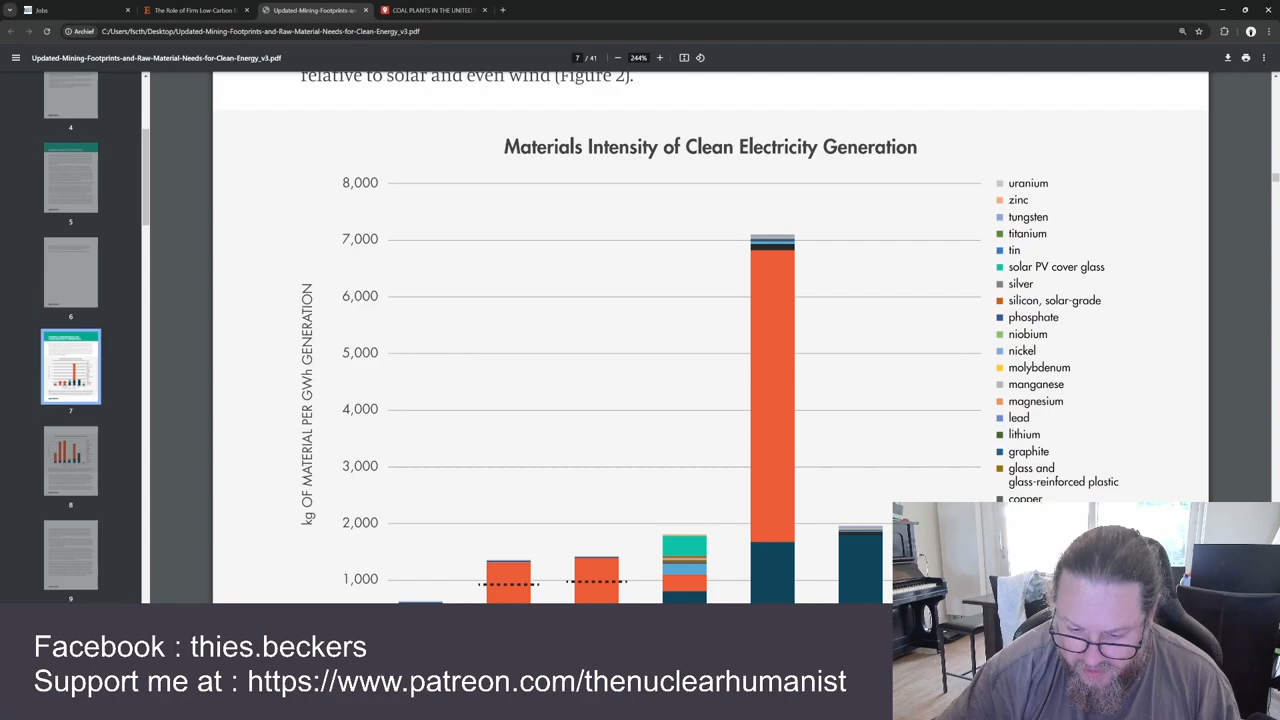 Jobs
The Role of Firm Low-Carbon
Updated-Mining-Footprints-and-
COAL PLANTS IN THE UNITED
Archief
C:/Users/fscth/Desktop/Updated-Mining-Footprints-and-Raw-Material-Needs-for-Clean-Energy_v3.pdf
Updated-Mining-Footprints-and-Raw-Material-Needs-for-Clean-Energy_v3.pdf
7 / 41
244%
relative to solar and even wind (Figure 2).
4
5
6
7
8
9
Materials Intensity of Clean Electricity Generation
kg OF MATERIAL PER GWh GENERATION
8,000
7,000
6,000
5,000
4,000
3,000
2,000
1,000
uranium
zinc
tungsten
titanium
tin
solar PV cover glass
silver
silicon, solar-grade
phosphate
niobium
nickel
molybdenum
manganese
magnesium
lead
lithium
graphite
glass and
glass-reinforced plastic
copper
Facebook : thies.beckers
Support me at : https://www.patreon.com/thenuclearhumanist